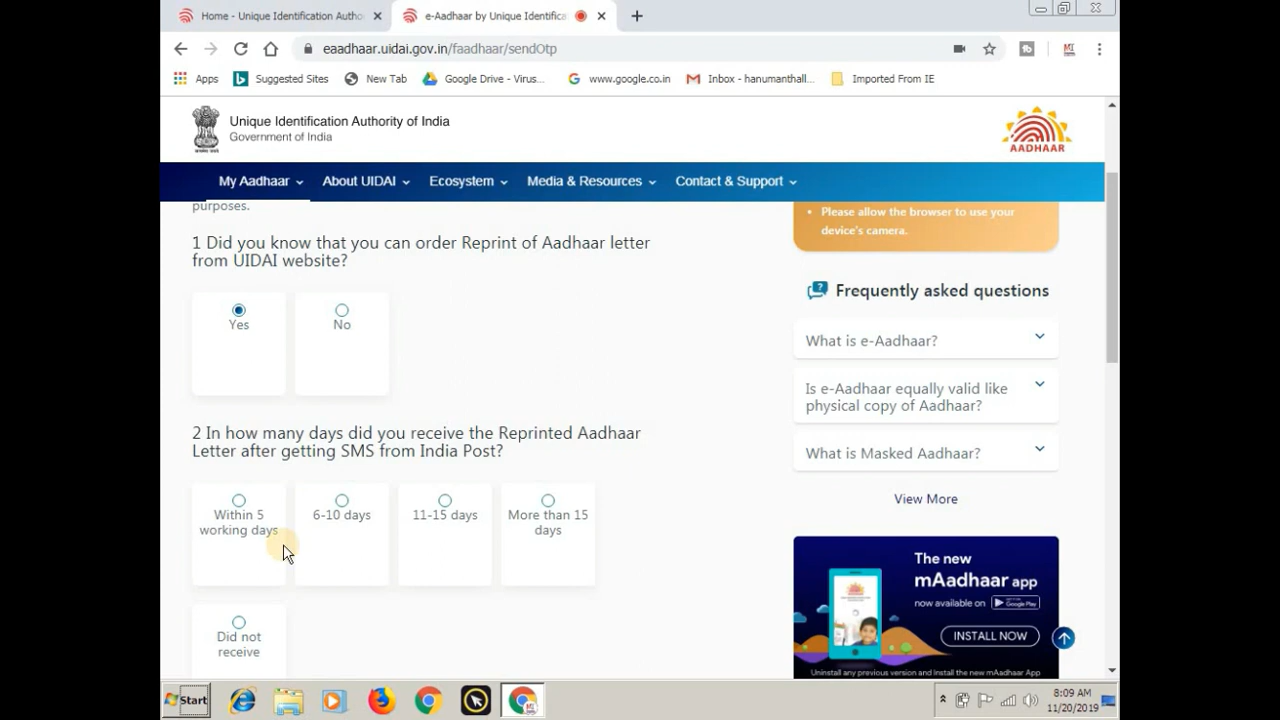 Home - Unique Identification Autho
e-Aadhaar by Unique Identifica
eaadhaar.uidai.gov.in/faadhaar/sendOtp
Apps
Suggested Sites
New Tab
Google Drive - Virus...
www.google.co.in
Inbox - hanumanthall...
Imported From IE
Unique Identification Authority of India
Government of India
AADHAAR
My Aadhaar
About UIDAI
Ecosystem
Media & Resources
Contact & Support
purposes.
1 Did you know that you can order Reprint of Aadhaar letter
from UIDAI website?
Yes
No
2 In how many days did you receive the Reprinted Aadhaar
Letter after getting SMS from India Post?
Within 5
working days
6-10 days
11-15 days
More than 15
days
Did not
receive
• Please allow the browser to use your
device's camera.
Frequently asked questions
What is e-Aadhaar?
Is e-Aadhaar equally valid like
physical copy of Aadhaar?
What is Masked Aadhaar?
View More
The new
mAadhaar app
now available on
Google Play
INSTALL NOW
Uninstall any previous version and Install the new mAadhaar App
Start
8:09 AM
11/20/2019